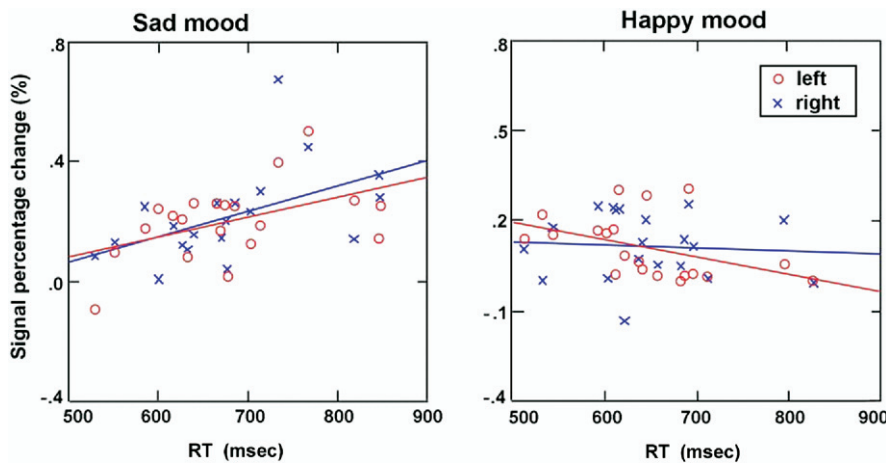 Sad mood
Happy mood
Signal percentage change (%)
.8
.4
.0
-.4
500 600 700 800 900
RT (msec)
.8
.5
.2
-.1
-.4
500 600 700 800 900
RT (msec)
left
right